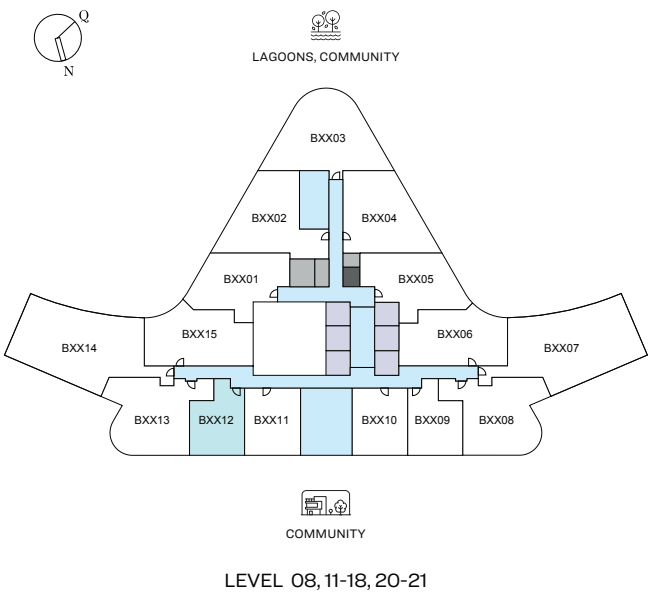 Q
N
LAGOONS, COMMUNITY
BXX03
BXX02
BXX04
BXX01
BXX05
BXX15
BXX06
BXX14
BXX07
BXX13
BXX12
BXX11
BXX10
BXX09
BXX08
COMMUNITY
LEVEL 08, 11-18, 20-21